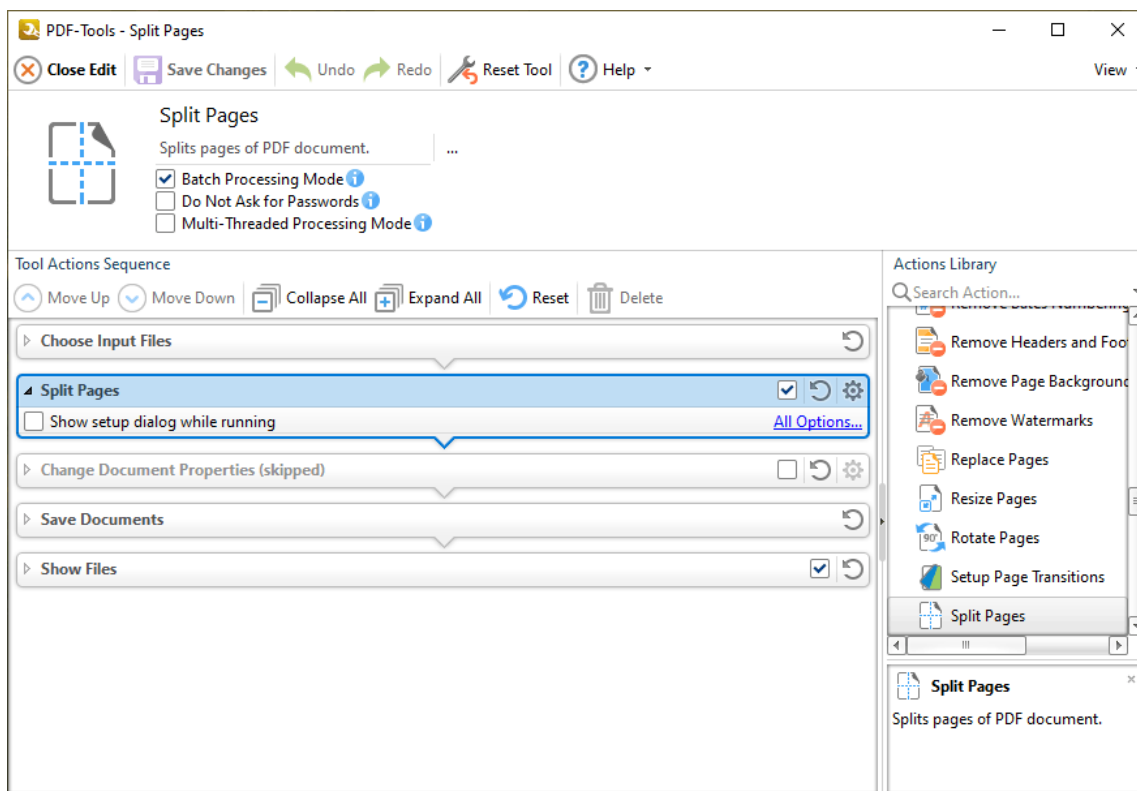 PDF-Tools - Split Pages
Close Edit Save Changes Undo Redo Reset Tool Help View
Split Pages
Splits pages of PDF document. ...
Batch Processing Mode
Do Not Ask for Passwords
Multi-Threaded Processing Mode
Tool Actions Sequence
Move Up Move Down Collapse All Expand All Reset Delete
Choose Input Files
Split Pages
Show setup dialog while running All Options...
Change Document Properties (skipped)
Save Documents
Show Files
Actions Library
Search Action...
Remove Bates Numbering
Remove Headers and Foo
Remove Page Background
Remove Watermarks
Replace Pages
Resize Pages
90°
Rotate Pages
Setup Page Transitions
Split Pages
Split Pages
Splits pages of PDF document.